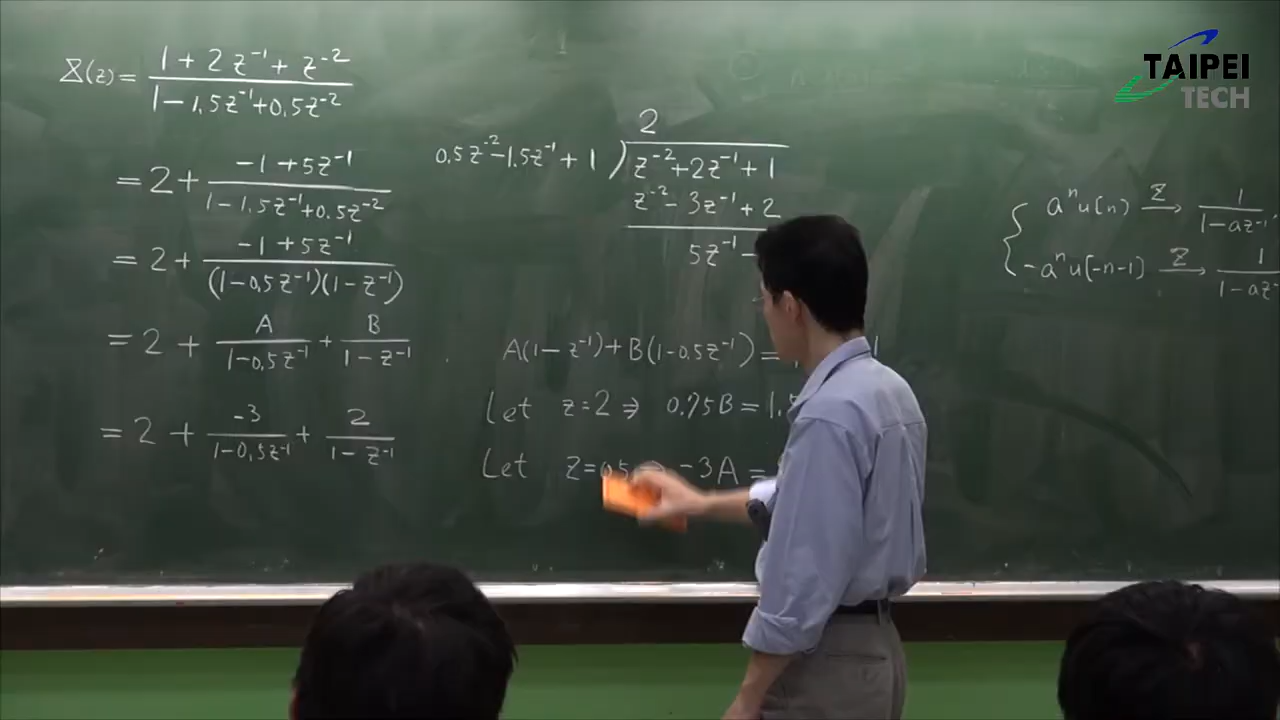 X(z) = (1 + 2z⁻¹ + z⁻²) / (1 - 1.5z⁻¹ + 0.5z⁻²)
= 2 + (-1 + 5z⁻¹) / (1 - 1.5z⁻¹ + 0.5z⁻²)
= 2 + (-1 + 5z⁻¹) / (1 - 0.5z⁻¹)(1 - z⁻¹)
= 2 + A / (1 - 0.5z⁻¹) + B / (1 - z⁻¹)
= 2 + -3 / (1 - 0.5z⁻¹) + 2 / (1 - z⁻¹)
2
0.5z⁻² - 1.5z⁻¹ + 1 ) z⁻² + 2z⁻¹ + 1
z⁻² - 3z⁻¹ + 2
5z⁻¹ -
A(1 - z⁻¹) + B(1 - 0.5z⁻¹) =
Let z = 2 ⇒ 0.75B = 1.5
Let z = 0.5 ⇒ -3A =
{ aⁿu[n] Z→ 1 / (1 - az⁻¹
-aⁿu[-n-1] Z→ 1 / (1 - az⁻
TAIPEI
TECH